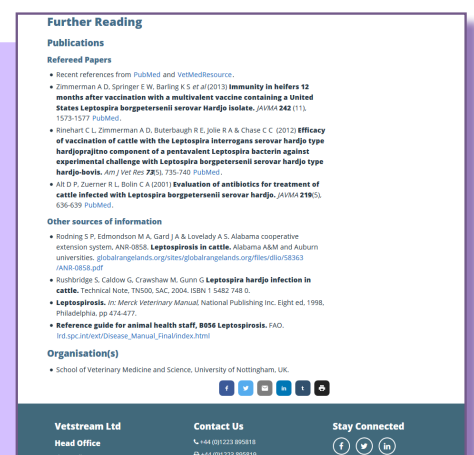 Further Reading
Publications
Refereed Papers
• Recent references from PubMed and VetMedResource.
• Zimmerman A D, Springer E W, Barling K S et al (2013) Immunity in heifers 12
months after vaccination with a multivalent vaccine containing a United
States Leptospira borgpetersenii serovar Hardjo isolate. JAVMA 242 (11),
1573-1577 PubMed.
• Rinehart C L, Zimmerman A D, Buterbaugh R E, Jolie R A & Chase C C (2012) Efficacy
of vaccination of cattle with the Leptospira interrogans serovar hardjo type
hardjoprajitno component of a pentavalent Leptospira bacterin against
experimental challenge with Leptospira borgpetersenii serovar hardjo type
hardjo-bovis. Am J Vet Res 73(5), 735-740 PubMed.
• Alt D P, Zuerner R L, Bolin C A (2001) Evaluation of antibiotics for treatment of
cattle infected with Leptospira borgpetersenii serovar hardjo. JAVMA 219(5),
636-639 PubMed.
Other sources of information
• Rodning S P, Edmondson M A, Gard J A & Lovelady A S. Alabama cooperative
extension system, ANR-0858. Leptospirosis in cattle. Alabama A&M and Auburn
universities. globalrangelands.org/sites/globalrangelands.org/files/dlio/58363
/ANR-0858.pdf
• Rushbridge S, Caldow G, Crawshaw M, Gunn G Leptospira hardjo infection in
cattle. Technical Note, TN500, SAC, 2004. ISBN 1 5482 748 0.
• Leptospirosis. In: Merck Veterinary Manual, National Publishing Inc. Eight ed, 1998.
Philadelphia, pp 474-477.
• Reference guide for animal health staff, B056 Leptospirosis. FAO.
lrd.spc.int/ext/Disease_Manual_Final/index.html
Organisation(s)
• School of Veterinary Medicine and Science, University of Nottingham, UK.
Vetstream Ltd Contact Us Stay Connected
Head Office +44 (0)1223 895818
+44 (0)1223 895819